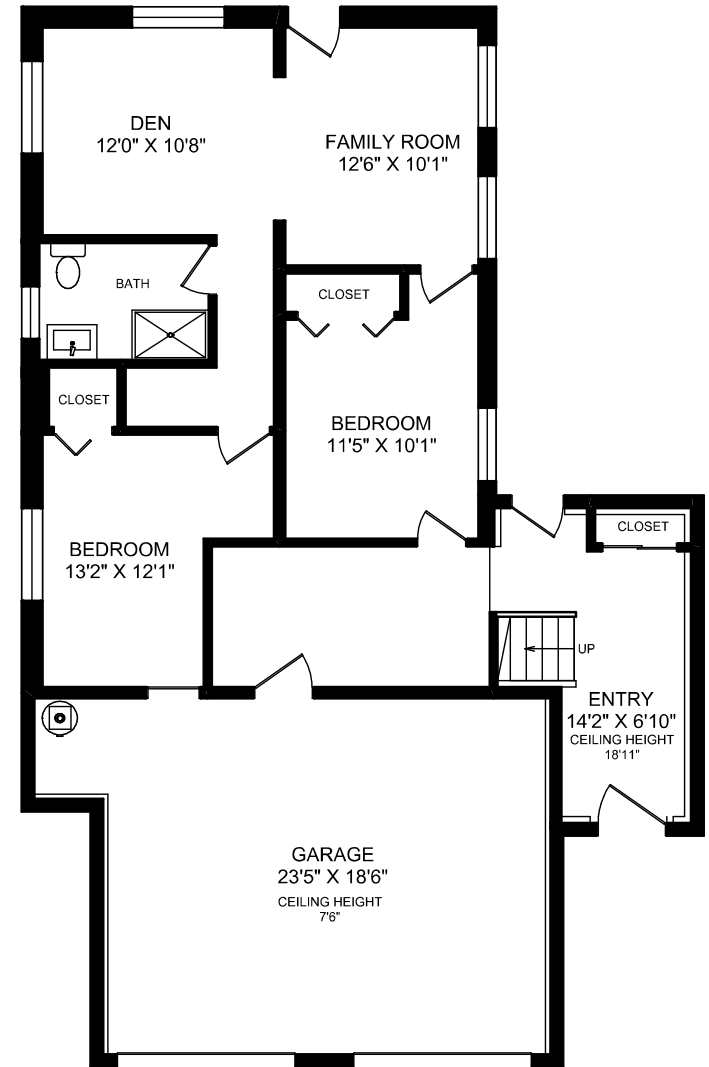 DEN
12'0" X 10'8"
FAMILY ROOM
12'6" X 10'1"
BATH
CLOSET
CLOSET
BEDROOM
11'5" X 10'1"
CLOSET
BEDROOM
13'2" X 12'1"
UP
ENTRY
14'2" X 6'10"
CEILING HEIGHT
18'11"
GARAGE
23'5" X 18'6"
CEILING HEIGHT
7'6"